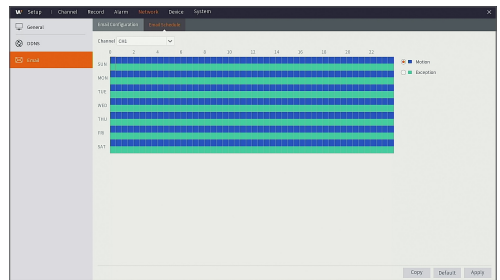 Setup Channel Record Alarm Network Device System
General
DDNS
Email
Email Configuration Email Schedule
Channel CH1
0 2 4 6 8 10 12 14 16 18 20 22
SUN
MON
TUE
WED
THU
FRI
SAT
Motion
Exception
Copy Default Apply